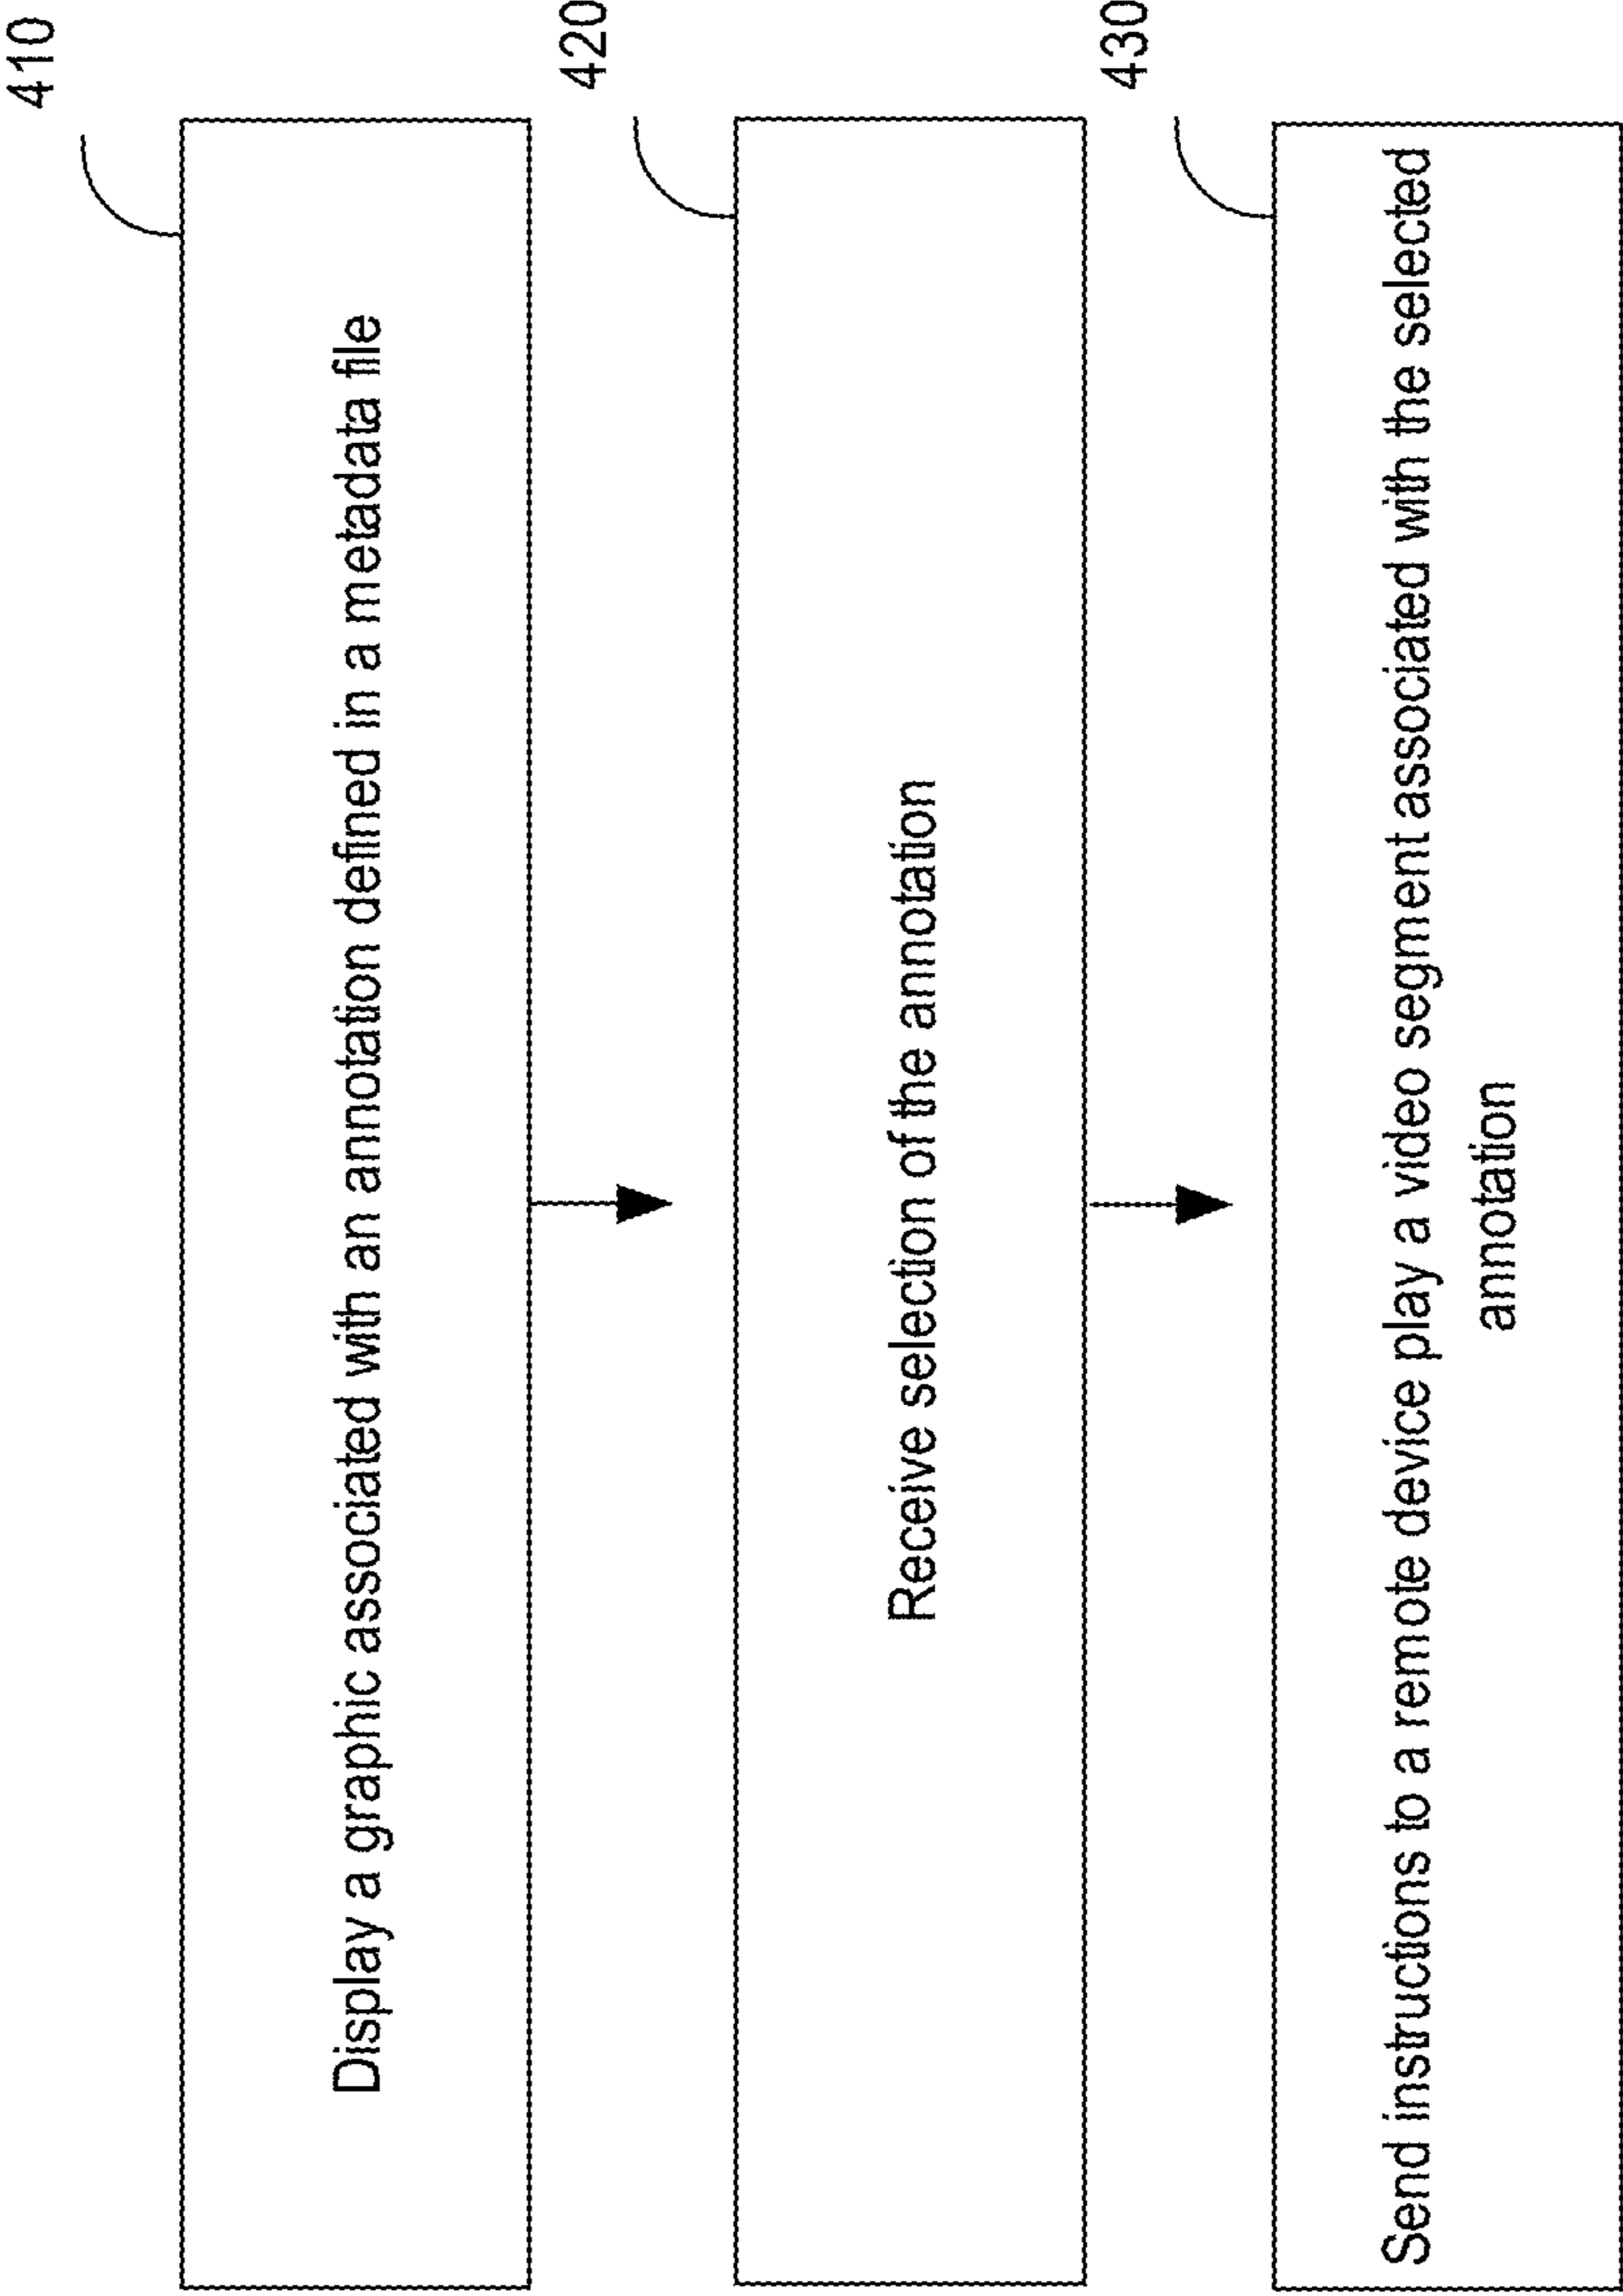 410
Display a graphic associated with an annotation defined in a metadata file
420
Receive selection of the annotation
430
Send instructions to a remote device play a video segment associated with the selected
annotation